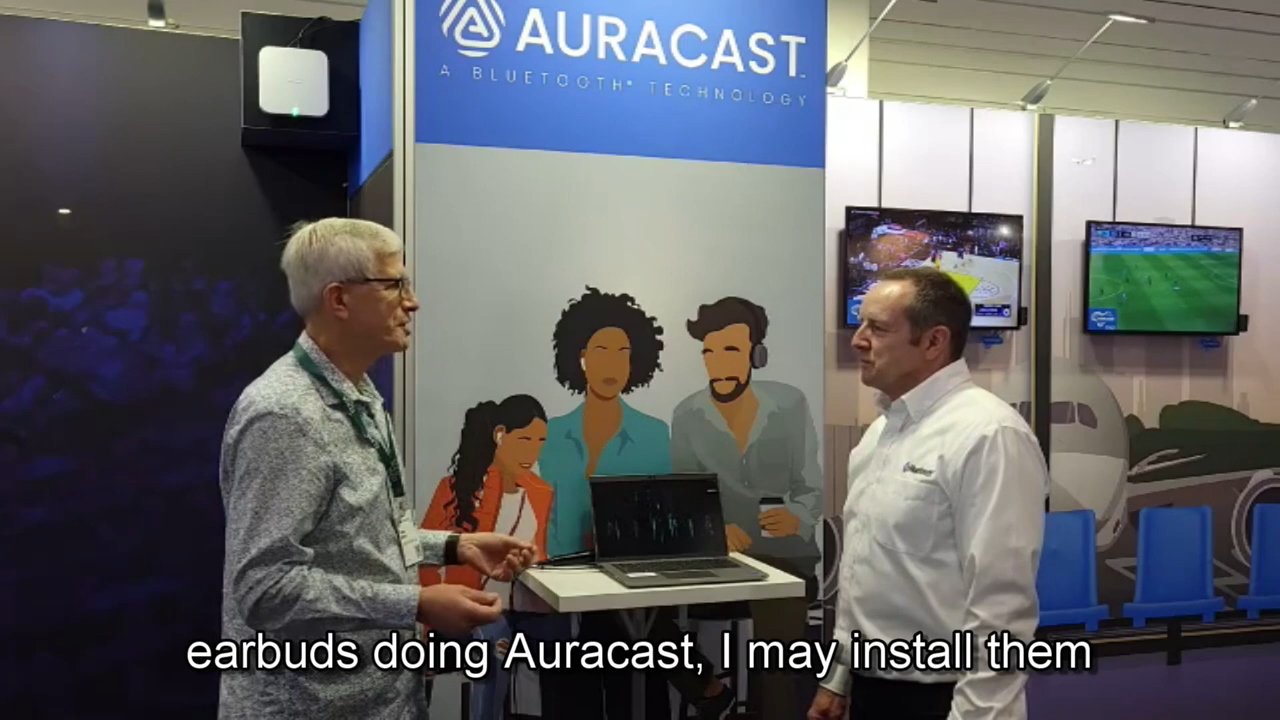 AURACAST
A BLUETOOTH® TECHNOLOGY
earbuds doing Auracast, I may install them